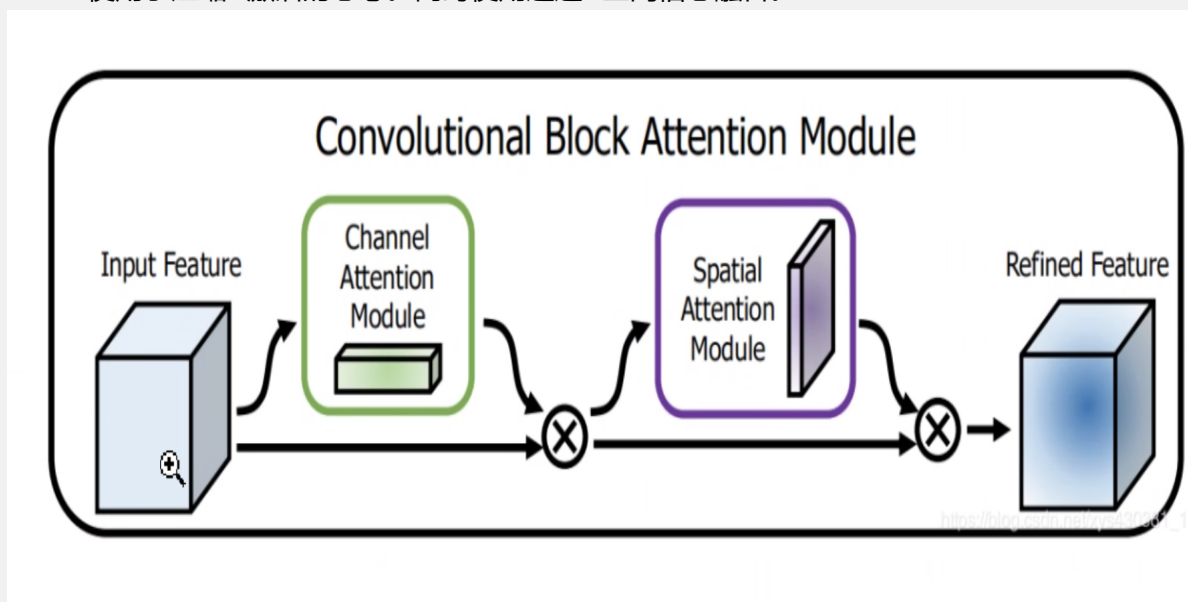 Convolutional Block Attention Module
Input Feature
Channel
Attention
Module
Spatial
Attention
Module
Refined Feature